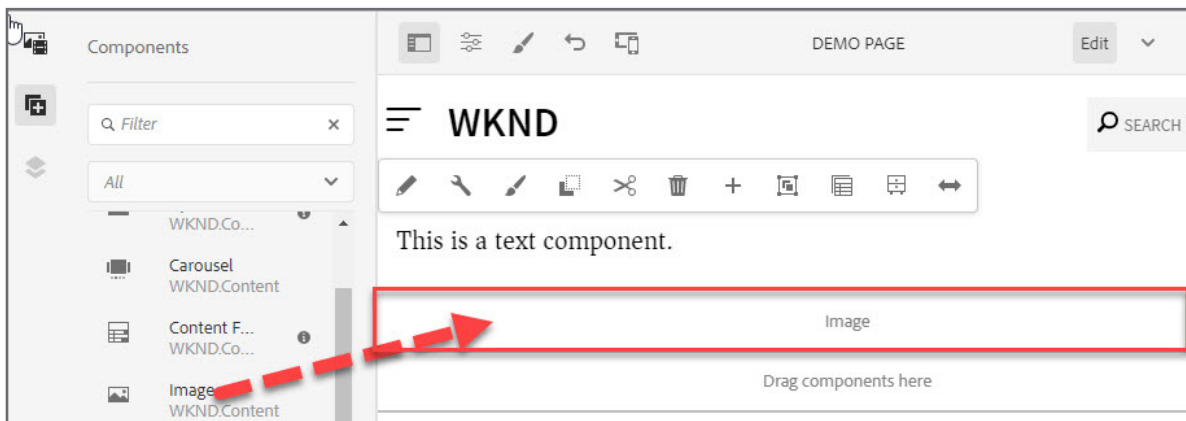 Components
DEMO PAGE
Edit
Filter
WKND
SEARCH
All
WKND.Co...
This is a text component.
Carousel
WKND.Content
Content F...
WKND.Co...
Image
Image
WKND.Content
Drag components here